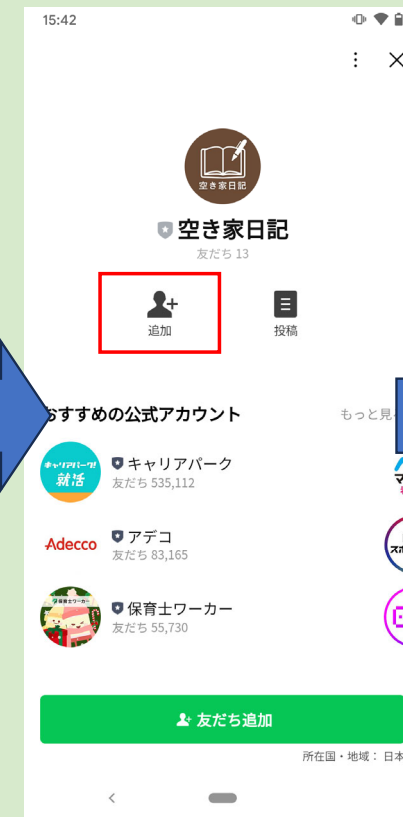 15:42
空き家日記
空き家日記
友だち 13
追加
投稿
おすすめの公式アカウント
もっと見
キャリアパーク!
就活
キャリアパーク
友だち 535,112
Adecco
アデコ
友だち 83,165
保育士ワーカー
保育士ワーカー
友だち 55,730
友だち追加
所在国・地域： 日本